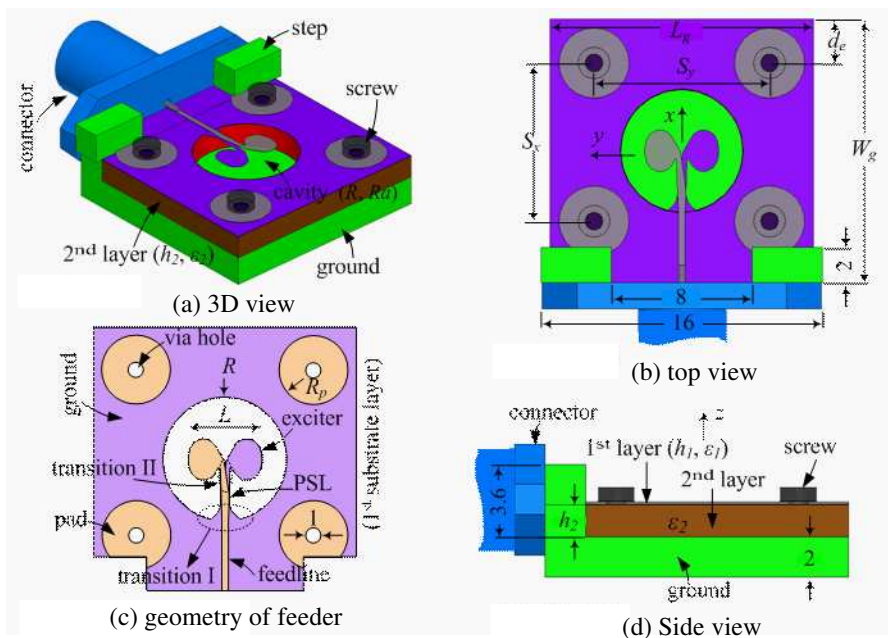 step
screw
connector
cavity (R, Ra)
2nd layer (h2, ε2)
ground
(a) 3D view
Lg
de
Sy
Sx
x
y
Wg
2
8
16
(b) top view
via hole
ground
R
Rp
L
exciter
transition II
PSL
(1st substrate layer)
pad
1
transition I
feedline
(c) geometry of feeder
connector
z
1st layer (h1, ε1)
screw
2nd layer
3.6
h2
ε2
2
ground
(d) Side view